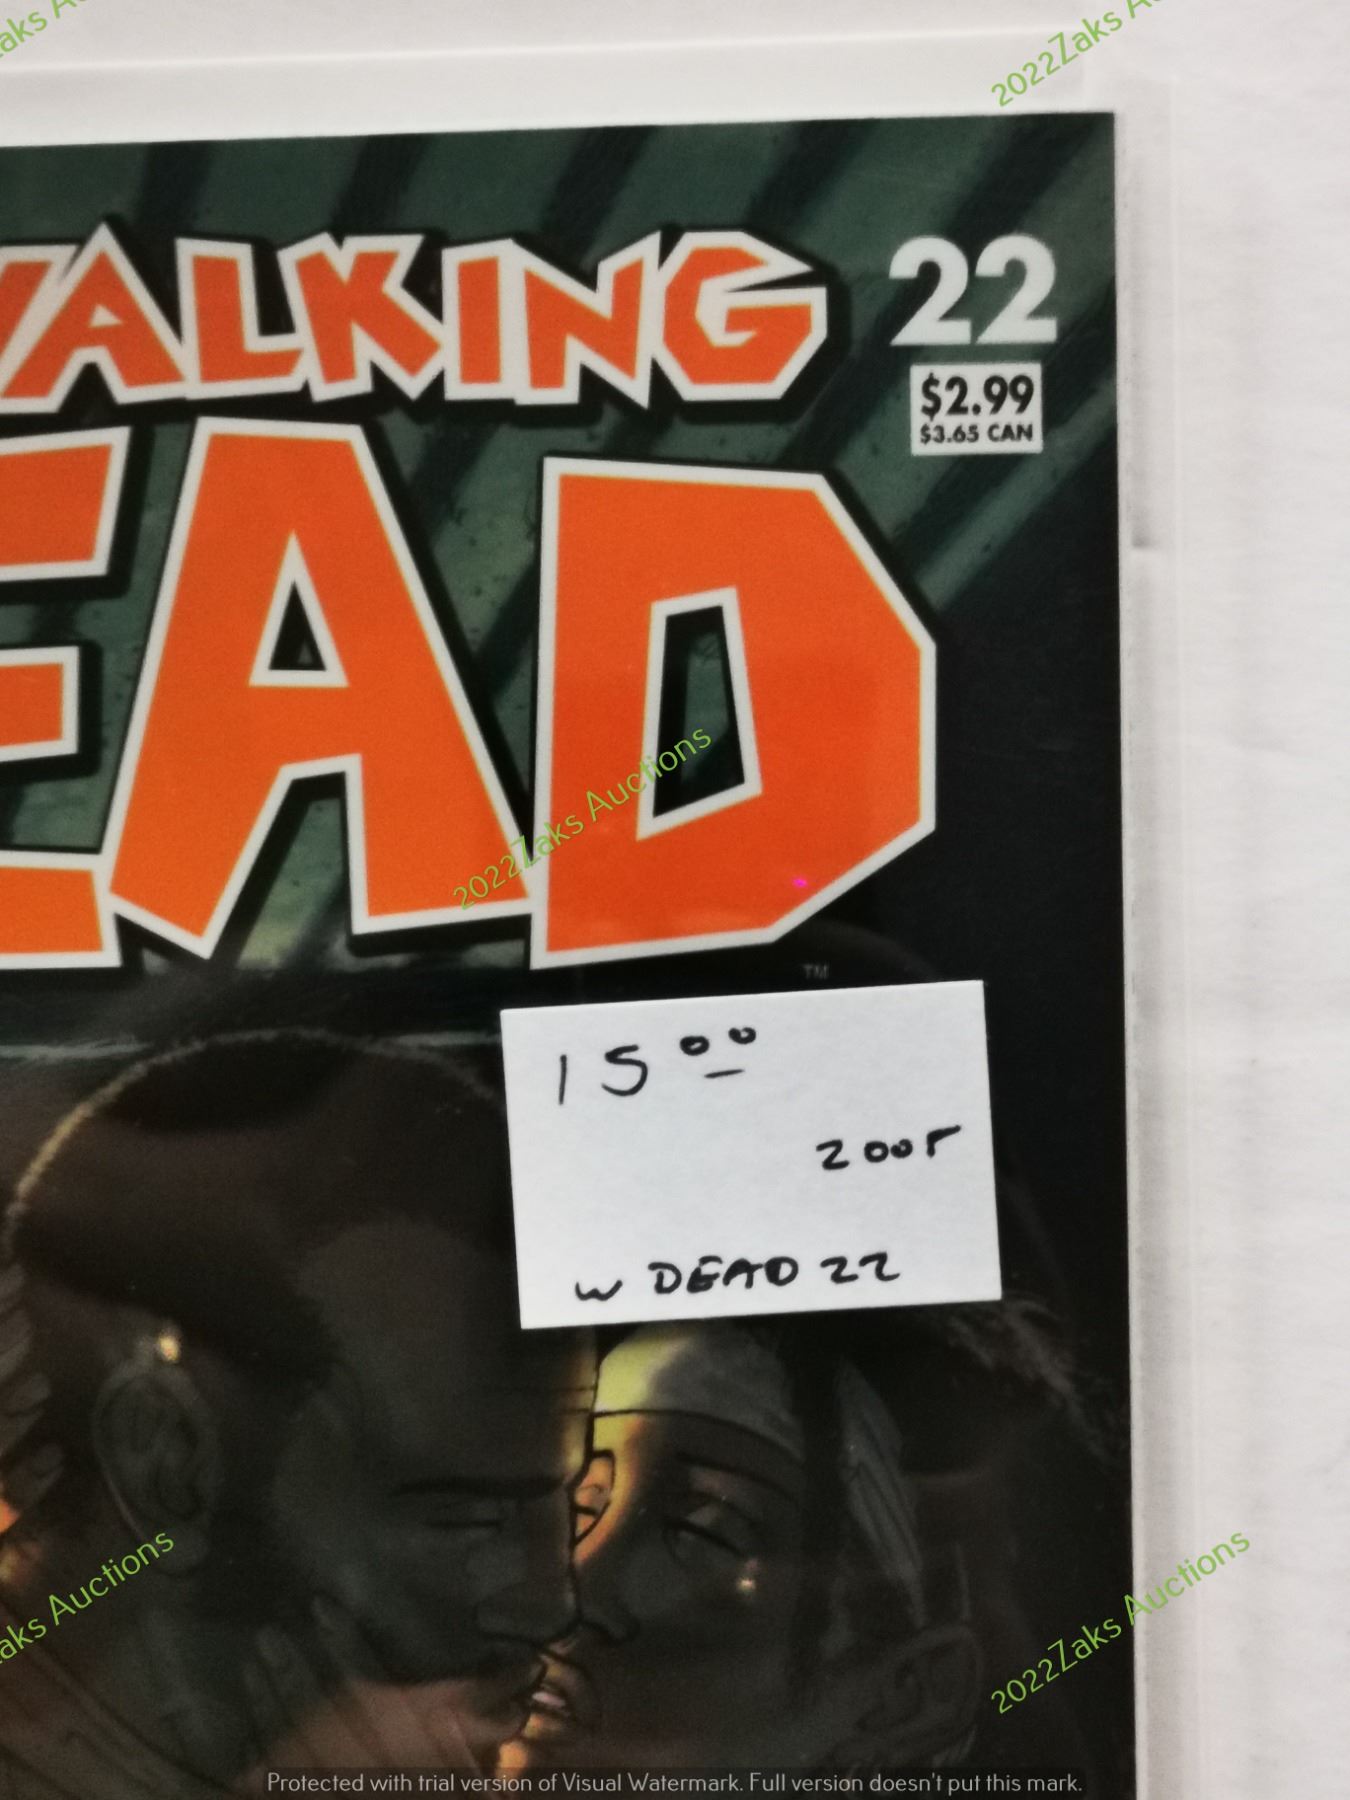 aks A
2022Zaks A
WALKING
22
$2.99
$3.65 CAN
EAD
2022Zaks Auctions
TM
15 00
2005
W DEAD 22
aks Auctions
2022Zaks Auctions
Protected with trial version of Visual Watermark. Full version doesn't put this mark.